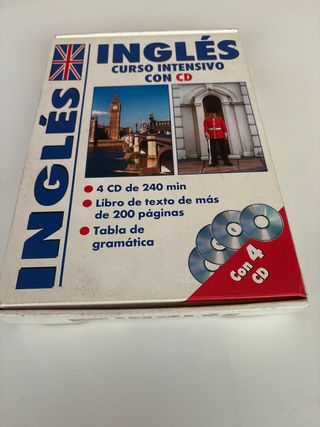 INGLÉS
CURSO INTENSIVO
CON CD
INGLÉS
• 4 CD de 240 min
• Libro de texto de más
de 200 páginas
• Tabla de
gramática
Con 4
CD
INGLÉS